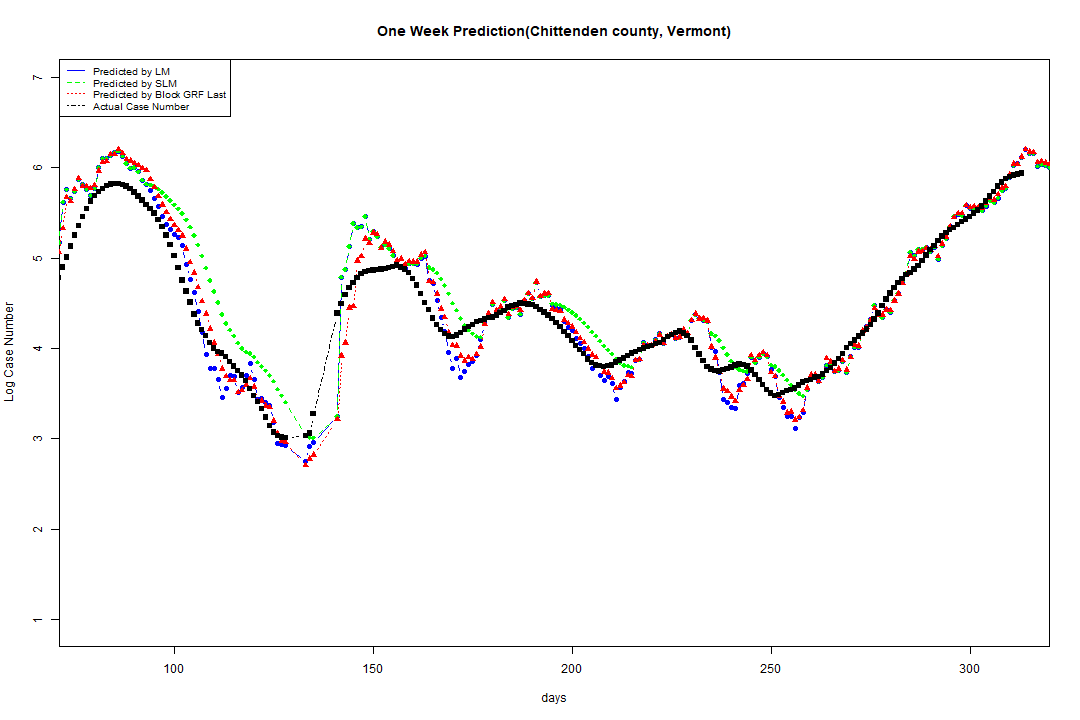 One Week Prediction(Chittenden county, Vermont)
Predicted by LM
Predicted by SLM
Predicted by Block GRF Last
Actual Case Number
7
6
5
4
3
2
1
Log Case Number
100 150 200 250 300
days